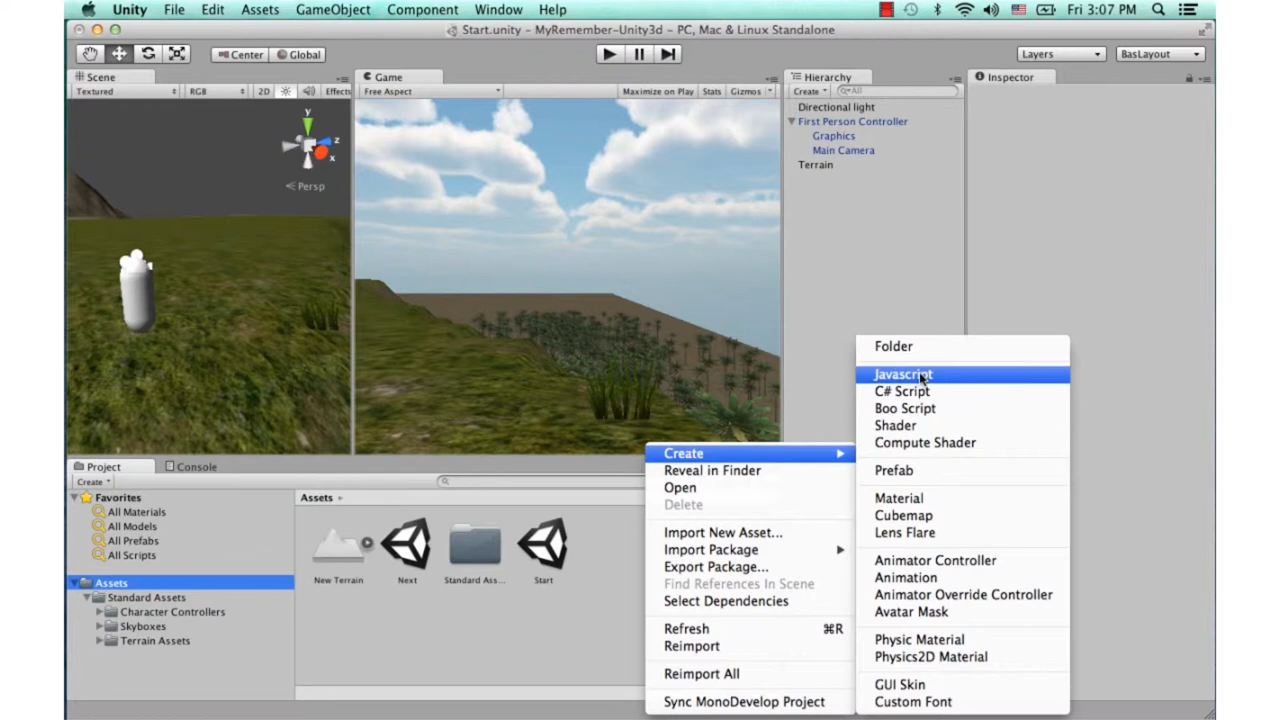 Unity File Edit Assets GameObject Component Window Help Fri 3:07 PM
Start.unity - MyRemember-Unity3d - PC, Mac & Linux Standalone
Center Global Layers BasLayout
Scene
Textured RGB 2D Effects
y
z
x
Persp
Game
Free Aspect Maximize on Play Stats Gizmos
Hierarchy
Create All
Directional light
First Person Controller
Graphics
Main Camera
Terrain
Inspector
Project Console
Create
Favorites
All Materials
All Models
All Prefabs
All Scripts
Assets
Standard Assets
Character Controllers
Skyboxes
Terrain Assets
Assets
New Terrain Next Standard Ass... Start
Create
Reveal in Finder
Open
Delete
Import New Asset...
Import Package
Export Package...
Find References In Scene
Select Dependencies
Refresh ⌘R
Reimport
Reimport All
Sync MonoDevelop Project
Folder
Javascript
C# Script
Boo Script
Shader
Compute Shader
Prefab
Material
Cubemap
Lens Flare
Animator Controller
Animation
Animator Override Controller
Avatar Mask
Physic Material
Physics2D Material
GUI Skin
Custom Font